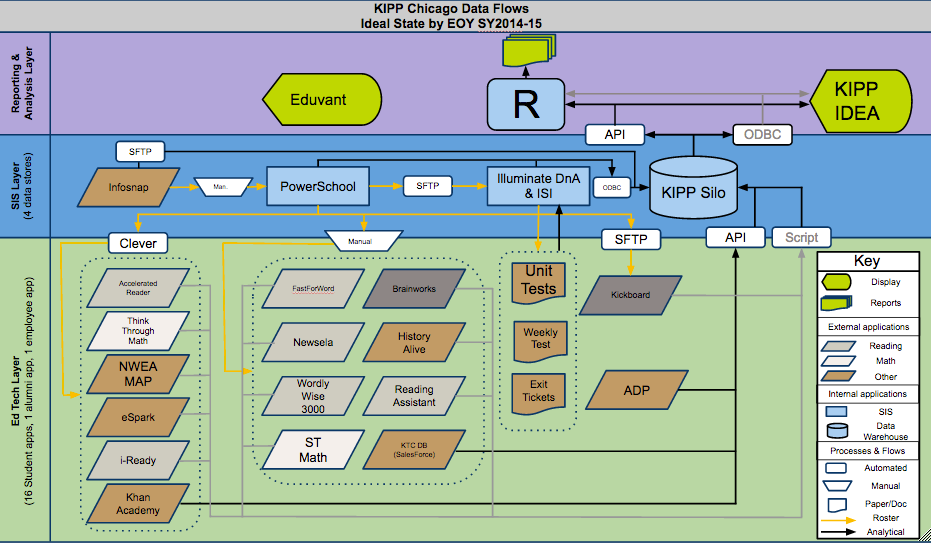 KIPP Chicago Data Flows
Ideal State by EOY SY2014-15
Reporting &
Analysis Layer
Eduvant
R
KIPP
IDEA
API
ODBC
SIS Layer
(4 data stores)
SFTP
Infosnap
Man.
PowerSchool
SFTP
Illuminate DnA
& ISI
ODBC
KIPP Silo
Clever
Manual
SFTP
API
Script
Ed Tech Layer
(16 Student apps, 1 alumni app, 1 employee app)
Accelerated
Reader
Think
Through
Math
NWEA
MAP
eSpark
i-Ready
Khan
Academy
FastForWord
Brainworks
Newsela
History
Alive
Wordly
Wise
3000
Reading
Assistant
ST
Math
KTC DB
(SalesForce)
Unit
Tests
Weekly
Test
Exit
Tickets
Kickboard
ADP
Key
Display
Reports
External applications
Reading
Math
Other
Internal applications
SIS
Data
Warehouse
Processes & Flows
Automated
Manual
Paper/Doc
Roster
Analytical